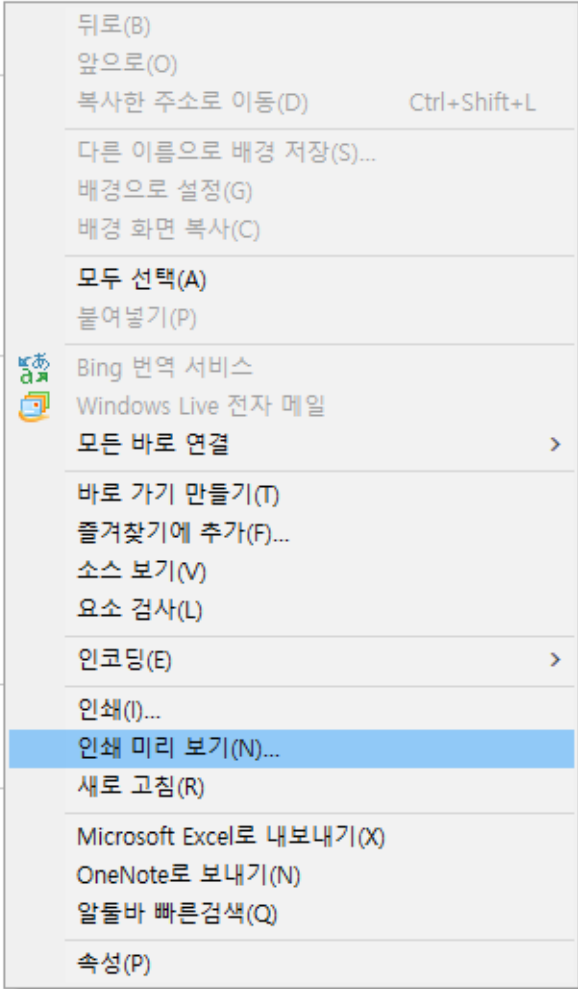 뒤로(B)
앞으로(O)
복사한 주소로 이동(D) Ctrl+Shift+L
다른 이름으로 배경 저장(S)...
배경으로 설정(G)
배경 화면 복사(C)
모두 선택(A)
붙여넣기(P)
Bing 번역 서비스
Windows Live 전자 메일
모든 바로 연결
바로 가기 만들기(T)
즐겨찾기에 추가(F)...
소스 보기(V)
요소 검사(L)
인코딩(E)
인쇄(I)...
인쇄 미리 보기(N)...
새로 고침(R)
Microsoft Excel로 내보내기(X)
OneNote로 보내기(N)
알툴바 빠른검색(Q)
속성(P)